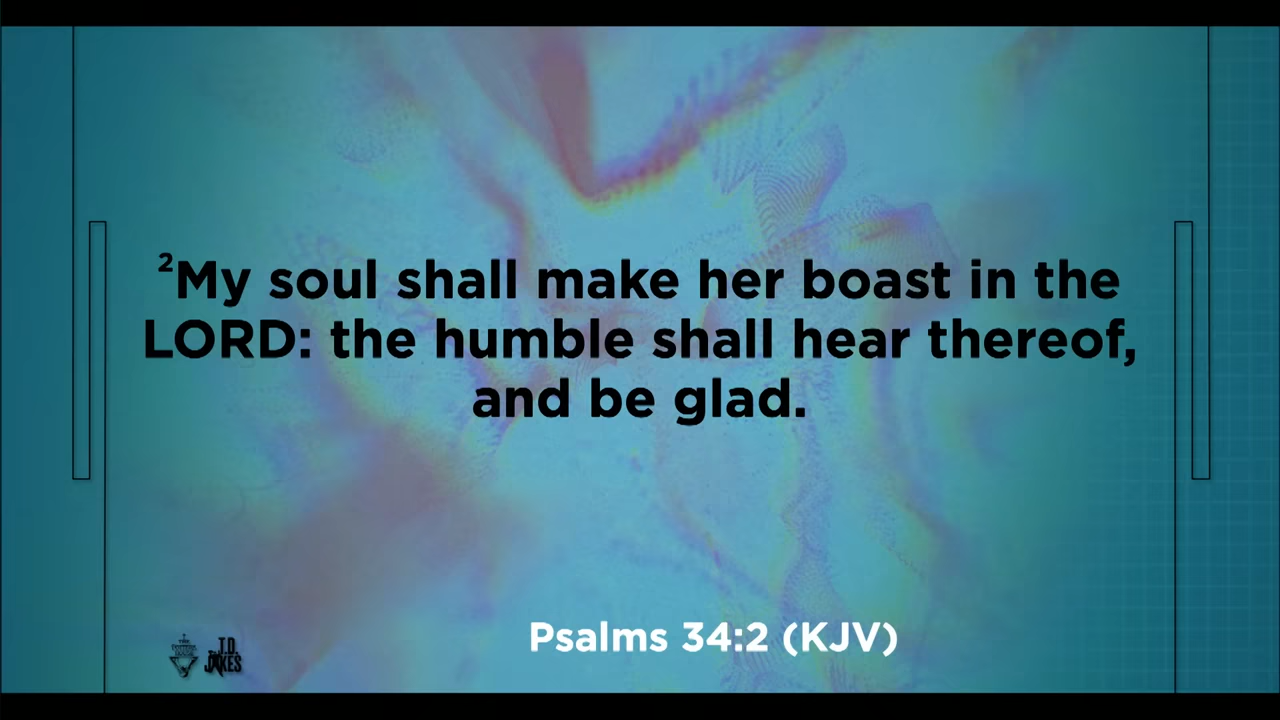 ²My soul shall make her boast in the
LORD: the humble shall hear thereof,
and be glad.
Psalms 34:2 (KJV)
T.D.
JAKES